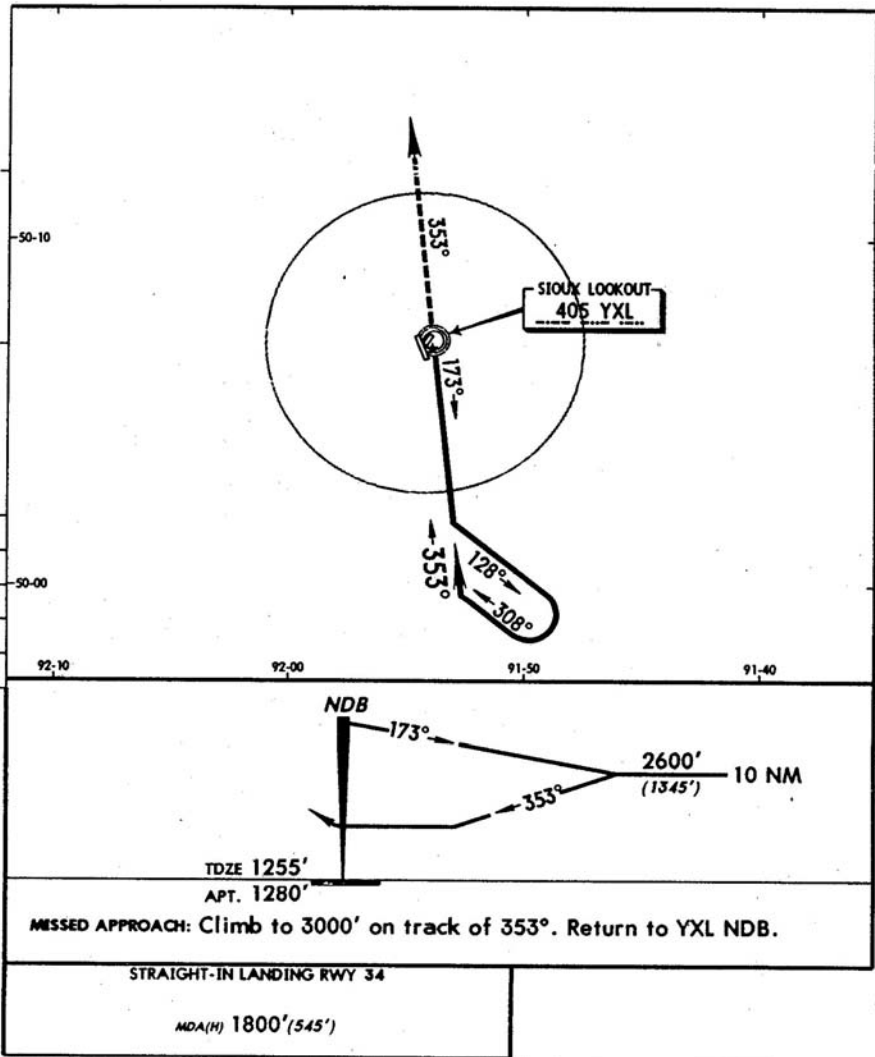 50-10
353°
SIOUX LOOKOUT
405 YXL
173°
353°
128°
308°
50-00
92-10
92-00
91-50
91-40
NDB
173°
2600'
(1345')
10 NM
353°
TDZE 1255'
APT. 1280'
MISSED APPROACH: Climb to 3000' on track of 353°. Return to YXL NDB.
STRAIGHT-IN LANDING RWY 34
MDA(H) 1800'(545')